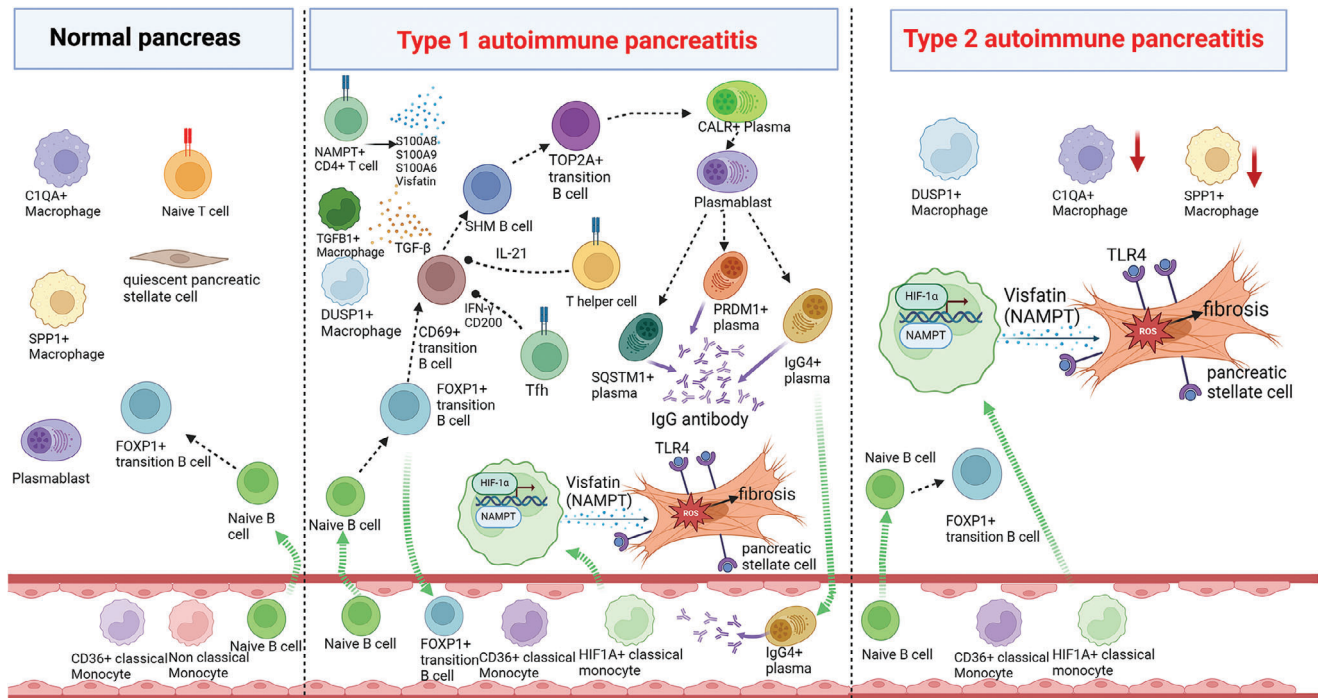 Normal pancreas
C1QA+
Macrophage
Naive T cell
quiescent pancreatic
stellate cell
SPP1+
Macrophage
FOXP1+
transition B cell
Plasmablast
Naive B
cell
CD36+ classical
Monocyte
Non classical
Monocyte
Naive B cell
Type 1 autoimmune pancreatitis
NAMPT+
CD4+ T cell
S100A8
S100A9
S100A6
Visfatin
TGFB1+
Macrophage
TGF-β
DUSP1+
Macrophage
SHM B cell
TOP2A+
transition
B cell
CALR+ Plasma
Plasmablast
IL-21
T helper cell
IFN-γ
CD200
CD69+
transition
B cell
Tfh
PRDM1+
plasma
SQSTM1+
plasma
IgG4+
plasma
IgG antibody
FOXP1+
transition
B cell
Naive B cell
HIF-1α
NAMPT
Visfatin
(NAMPT)
TLR4
ROS
fibrosis
pancreatic
stellate cell
Naive B cell
FOXP1+
transition
B cell
CD36+ classical
Monocyte
HIF1A+ classical
monocyte
IgG4+
plasma
Type 2 autoimmune pancreatitis
DUSP1+
Macrophage
C1QA+
Macrophage
SPP1+
Macrophage
HIF-1α
NAMPT
Visfatin
(NAMPT)
TLR4
ROS
fibrosis
pancreatic
stellate cell
Naive B cell
FOXP1+
transition B cell
Naive B cell
CD36+ classical
Monocyte
HIF1A+ classical
monocyte